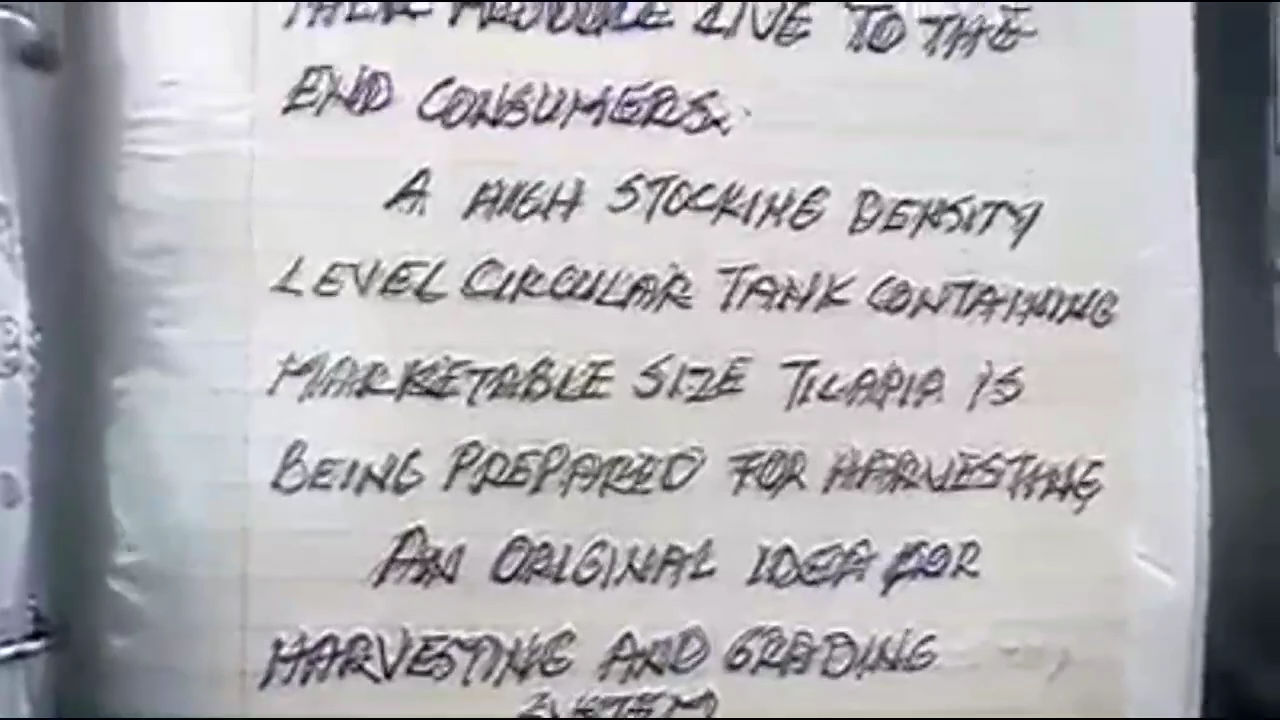 THEIR PRODUCE LIVE TO THE
END CONSUMERS.
A HIGH STOCKING DENSITY
LEVEL CIRCULAR TANK CONTAINING
MARKETABLE SIZE TILAPIA IS
BEING PREPARED FOR HARVESTING
AN ORIGINAL IDEA FOR
HARVESTING AND GRADING
SYSTEM